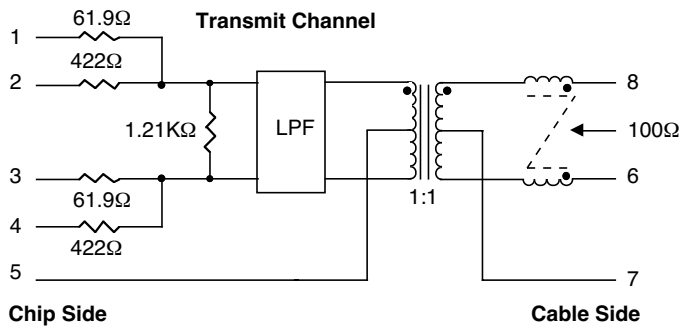 Transmit Channel
1
61.9Ω
2
422Ω
1.21KΩ
LPF
3
61.9Ω
4
422Ω
5
1:1
8
100Ω
6
7
Chip Side
Cable Side